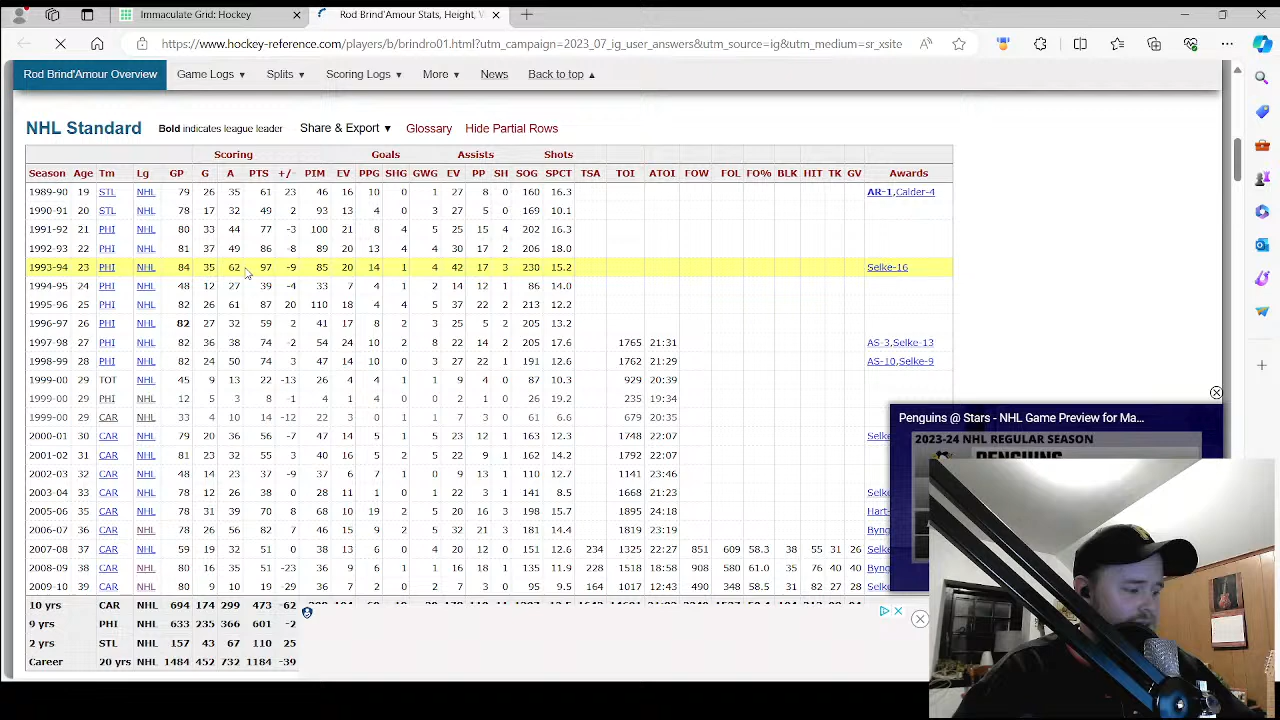 Immaculate Grid: Hockey
Rod Brind'Amour Stats, Height, V
https://www.hockey-reference.com/players/b/brindro01.html?utm_campaign=2023_07_ig_user_answers&utm_source=ig&utm_medium=sr_xsite
Rod Brind'Amour Overview Game Logs ▼ Splits ▼ Scoring Logs ▼ More ▼ News Back to top ▲
NHL Standard Bold indicates league leader Share & Export ▼ Glossary Hide Partial Rows
Scoring Goals Assists Shots
Season Age Tm Lg GP G A PTS +/- PIM EV PPG SHG GWG EV PP SH SOG SPCT TSA TOI ATOI FOW FOL FO% BLK HIT TK GV Awards
1989-90 19 STL NHL 79 26 35 61 23 46 16 10 0 1 27 8 0 160 16.3 AR-1,Calder-4
1990-91 20 STL NHL 78 17 32 49 2 93 13 4 0 3 27 5 0 169 10.1
1991-92 21 PHI NHL 80 33 44 77 -3 100 21 8 4 5 25 15 4 202 16.3
1992-93 22 PHI NHL 81 37 49 86 -8 89 20 13 4 4 30 17 2 206 18.0
1993-94 23 PHI NHL 84 35 62 97 -9 85 20 14 1 4 42 17 3 230 15.2 Selke-16
1994-95 24 PHI NHL 48 12 27 39 -4 33 7 4 1 2 14 12 1 86 14.0
1995-96 25 PHI NHL 82 26 61 87 20 110 18 4 4 5 37 22 2 213 12.2
1996-97 26 PHI NHL 82 27 32 59 2 41 17 8 2 3 25 5 2 205 13.2
1997-98 27 PHI NHL 82 36 38 74 -2 54 24 10 2 8 22 14 2 205 17.6 1765 21:31 AS-3,Selke-13
1998-99 28 PHI NHL 82 24 50 74 3 47 14 10 0 3 27 22 1 191 12.6 1762 21:29 AS-10,Selke-9
1999-00 29 TOT NHL 45 9 13 22 -13 26 4 4 1 1 9 4 0 87 10.3 929 20:39
1999-00 29 PHI NHL 12 5 3 8 -1 4 1 4 0 0 2 1 0 26 19.2 235 19:34
1999-00 29 CAR NHL 33 4 10 14 -12 22 3 0 1 1 7 3 0 61 6.6 679 20:35
2000-01 30 CAR NHL 79 20 36 56 -7 47 14 5 1 5 23 12 1 163 12.3 1748 22:07 Selke
2001-02 31 CAR NHL 81 23 32 55 3 40 16 5 2 5 22 9 1 162 14.2 1792 22:07
2002-03 32 CAR NHL 48 14 23 37 -9 37 6 7 1 0 9 13 1 110 12.7 1141 23:46
2003-04 33 CAR NHL 78 12 26 38 0 28 11 1 0 1 22 3 1 141 8.5 1668 21:23 Selke
2005-06 35 CAR NHL 78 31 39 70 8 68 10 19 2 5 20 16 3 198 15.7 1895 24:18 Hart-
2006-07 36 CAR NHL 78 26 56 82 7 46 15 9 2 5 32 21 3 181 14.4 1819 23:19 Byng
2007-08 37 CAR NHL 59 19 32 51 0 38 13 6 0 4 20 12 0 151 12.6 234 1325 22:27 851 609 58.3 38 55 31 26 Selke
2008-09 38 CAR NHL 80 16 35 51 -23 36 9 6 1 1 16 18 1 135 11.9 228 1518 18:58 908 580 61.0 35 76 40 40 Byng
2009-10 39 CAR NHL 80 9 10 19 -29 36 7 2 0 2 7 3 0 95 9.5 164 1017 12:43 490 348 58.5 31 82 27 28 Selke
10 yrs CAR NHL 694 174 299 473 -62
9 yrs PHI NHL 633 235 366 601 -2
2 yrs STL NHL 157 43 67 110 25
Career 20 yrs NHL 1484 452 732 1184 -39
Penguins @ Stars - NHL Game Preview for Ma...
2023-24 NHL REGULAR SEASON
PENGUINS